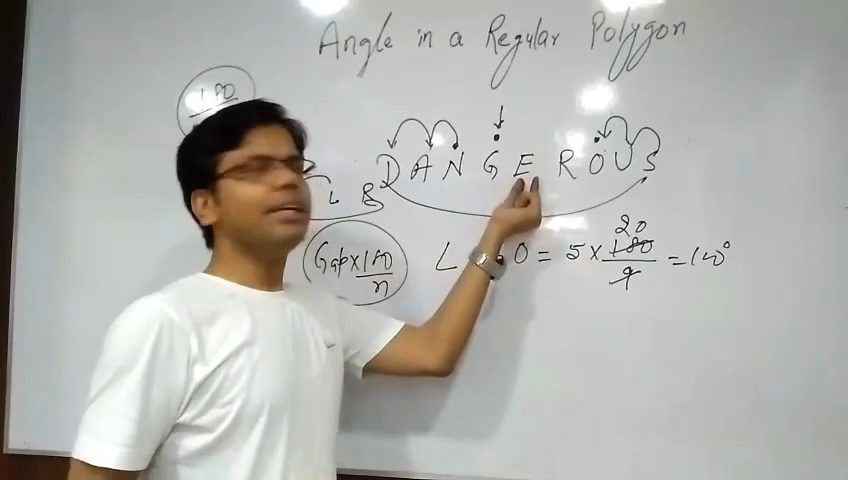 Angle in a Regular Polygon
180
D A N G E R O U S
L B
Gap × 180/n
∠ G O = 5 × 180/9 = 100°
20